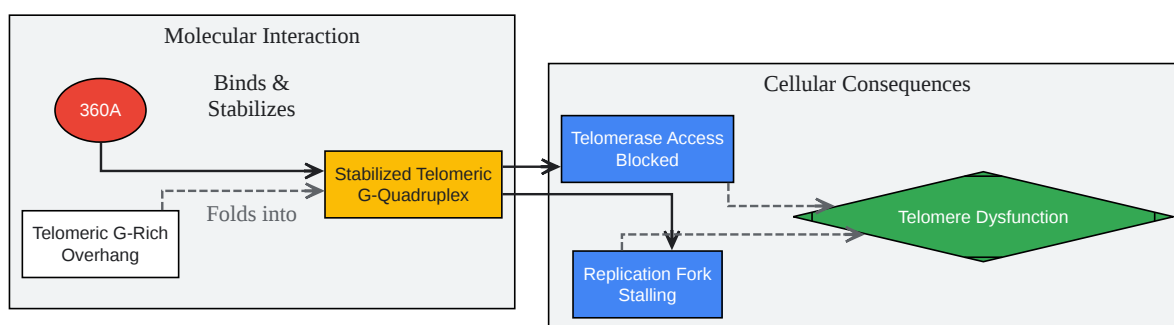 Molecular Interaction
Binds &
Stabilizes
360A
Stabilized Telomeric
G-Quadruplex
Folds into
Telomeric G-Rich
Overhang
Cellular Consequences
Telomerase Access
Blocked
Telomere Dysfunction
Replication Fork
Stalling